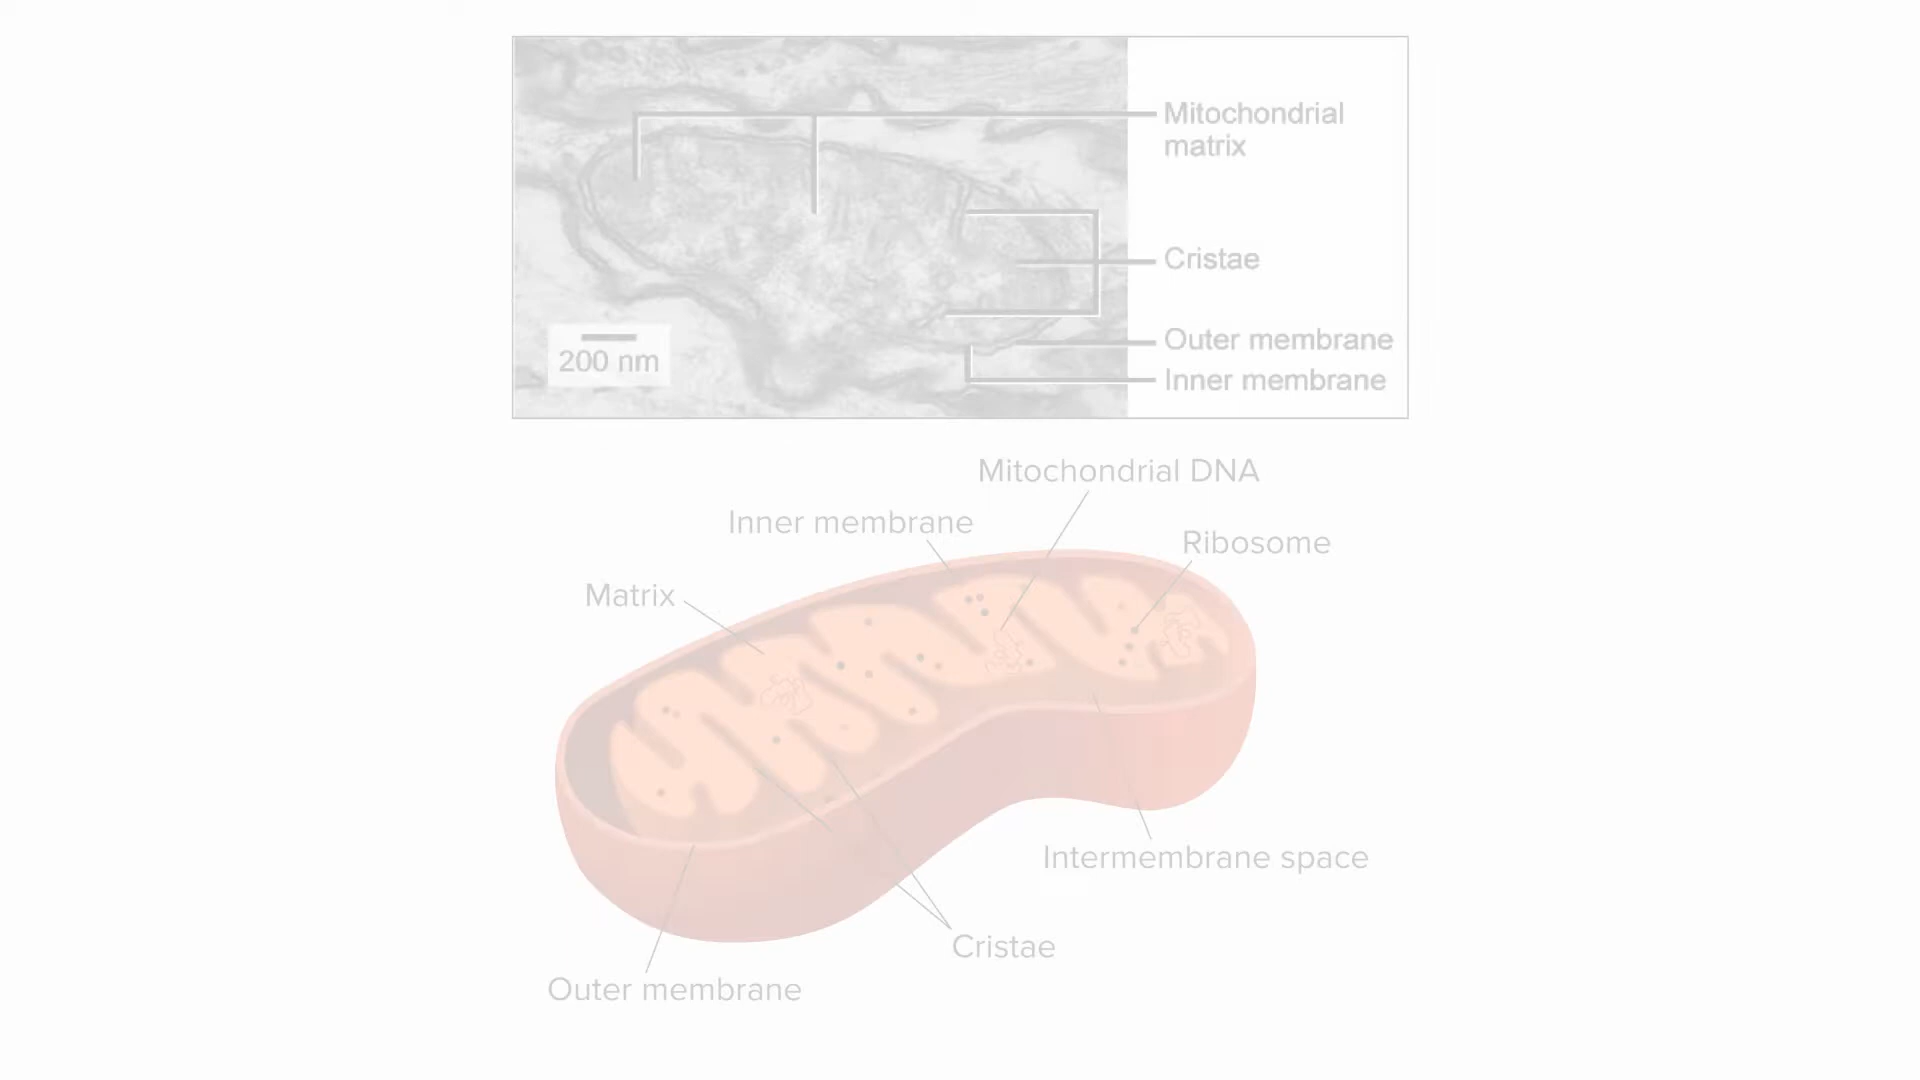 Mitochondrial
matrix
Cristae
Outer membrane
Inner membrane
200 nm
Mitochondrial DNA
Inner membrane
Ribosome
Matrix
Intermembrane space
Cristae
Outer membrane